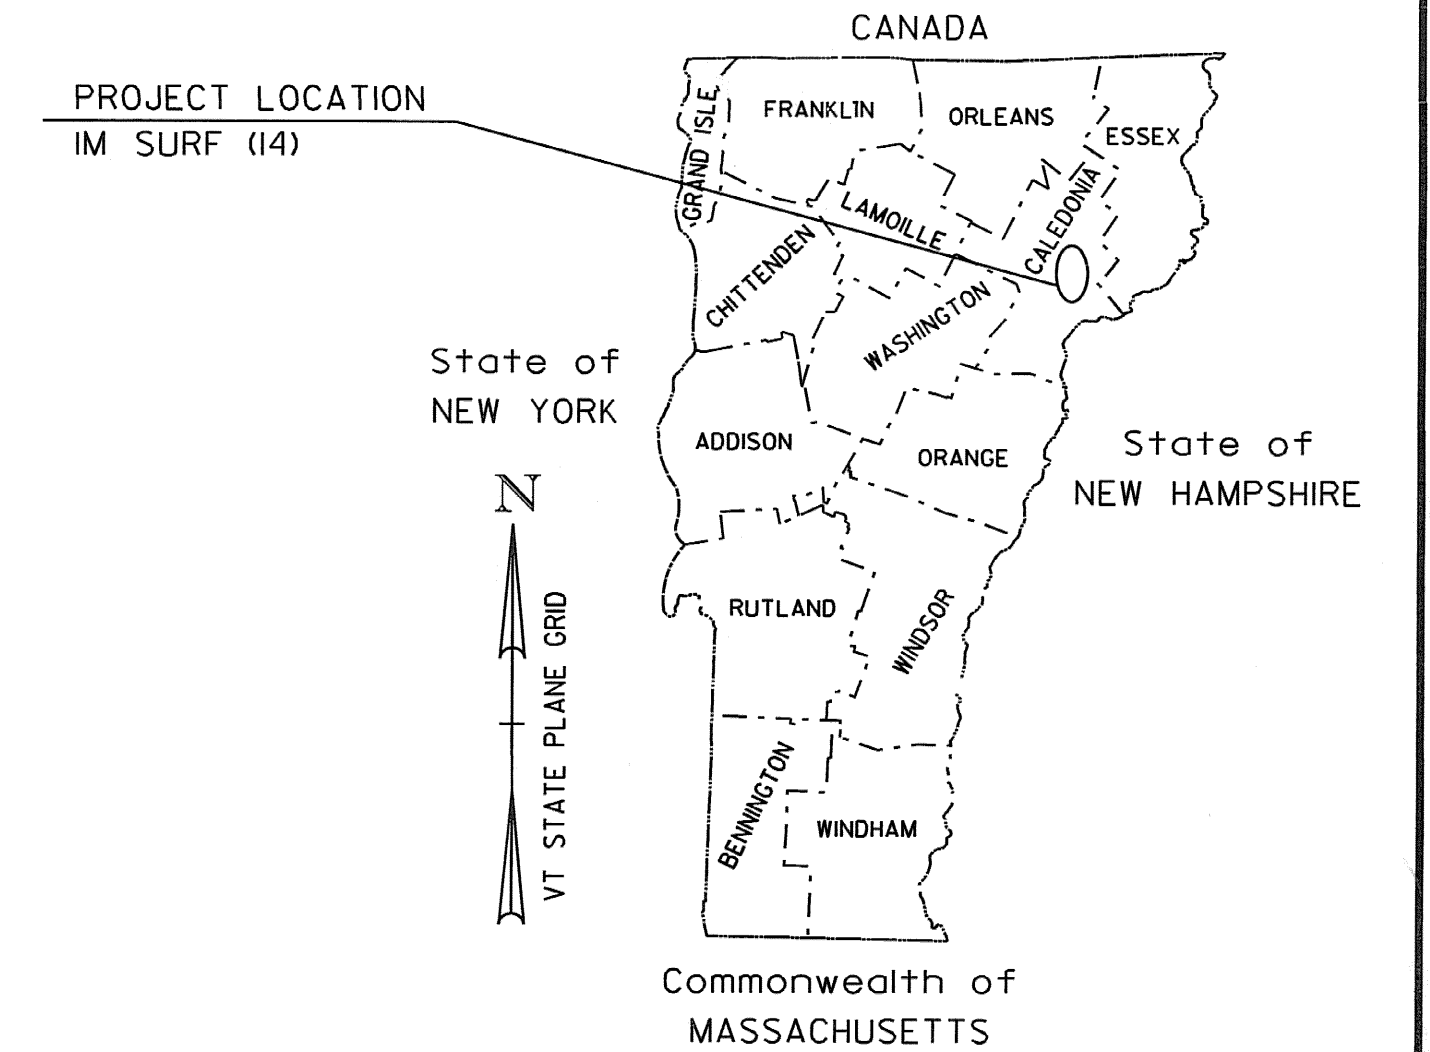 CANADA
PROJECT LOCATION
IM SURF (14)
GRAND ISLE
FRANKLIN
ORLEANS
ESSEX
CALEDONIA
LAMOILLE
CHITTENDEN
WASHINGTON
State of
NEW YORK
ADDISON
ORANGE
State of
NEW HAMPSHIRE
N
VT STATE PLANE GRID
RUTLAND
WINDSOR
BENNINGTON
WINDHAM
Commonwealth of
MASSACHUSETTS